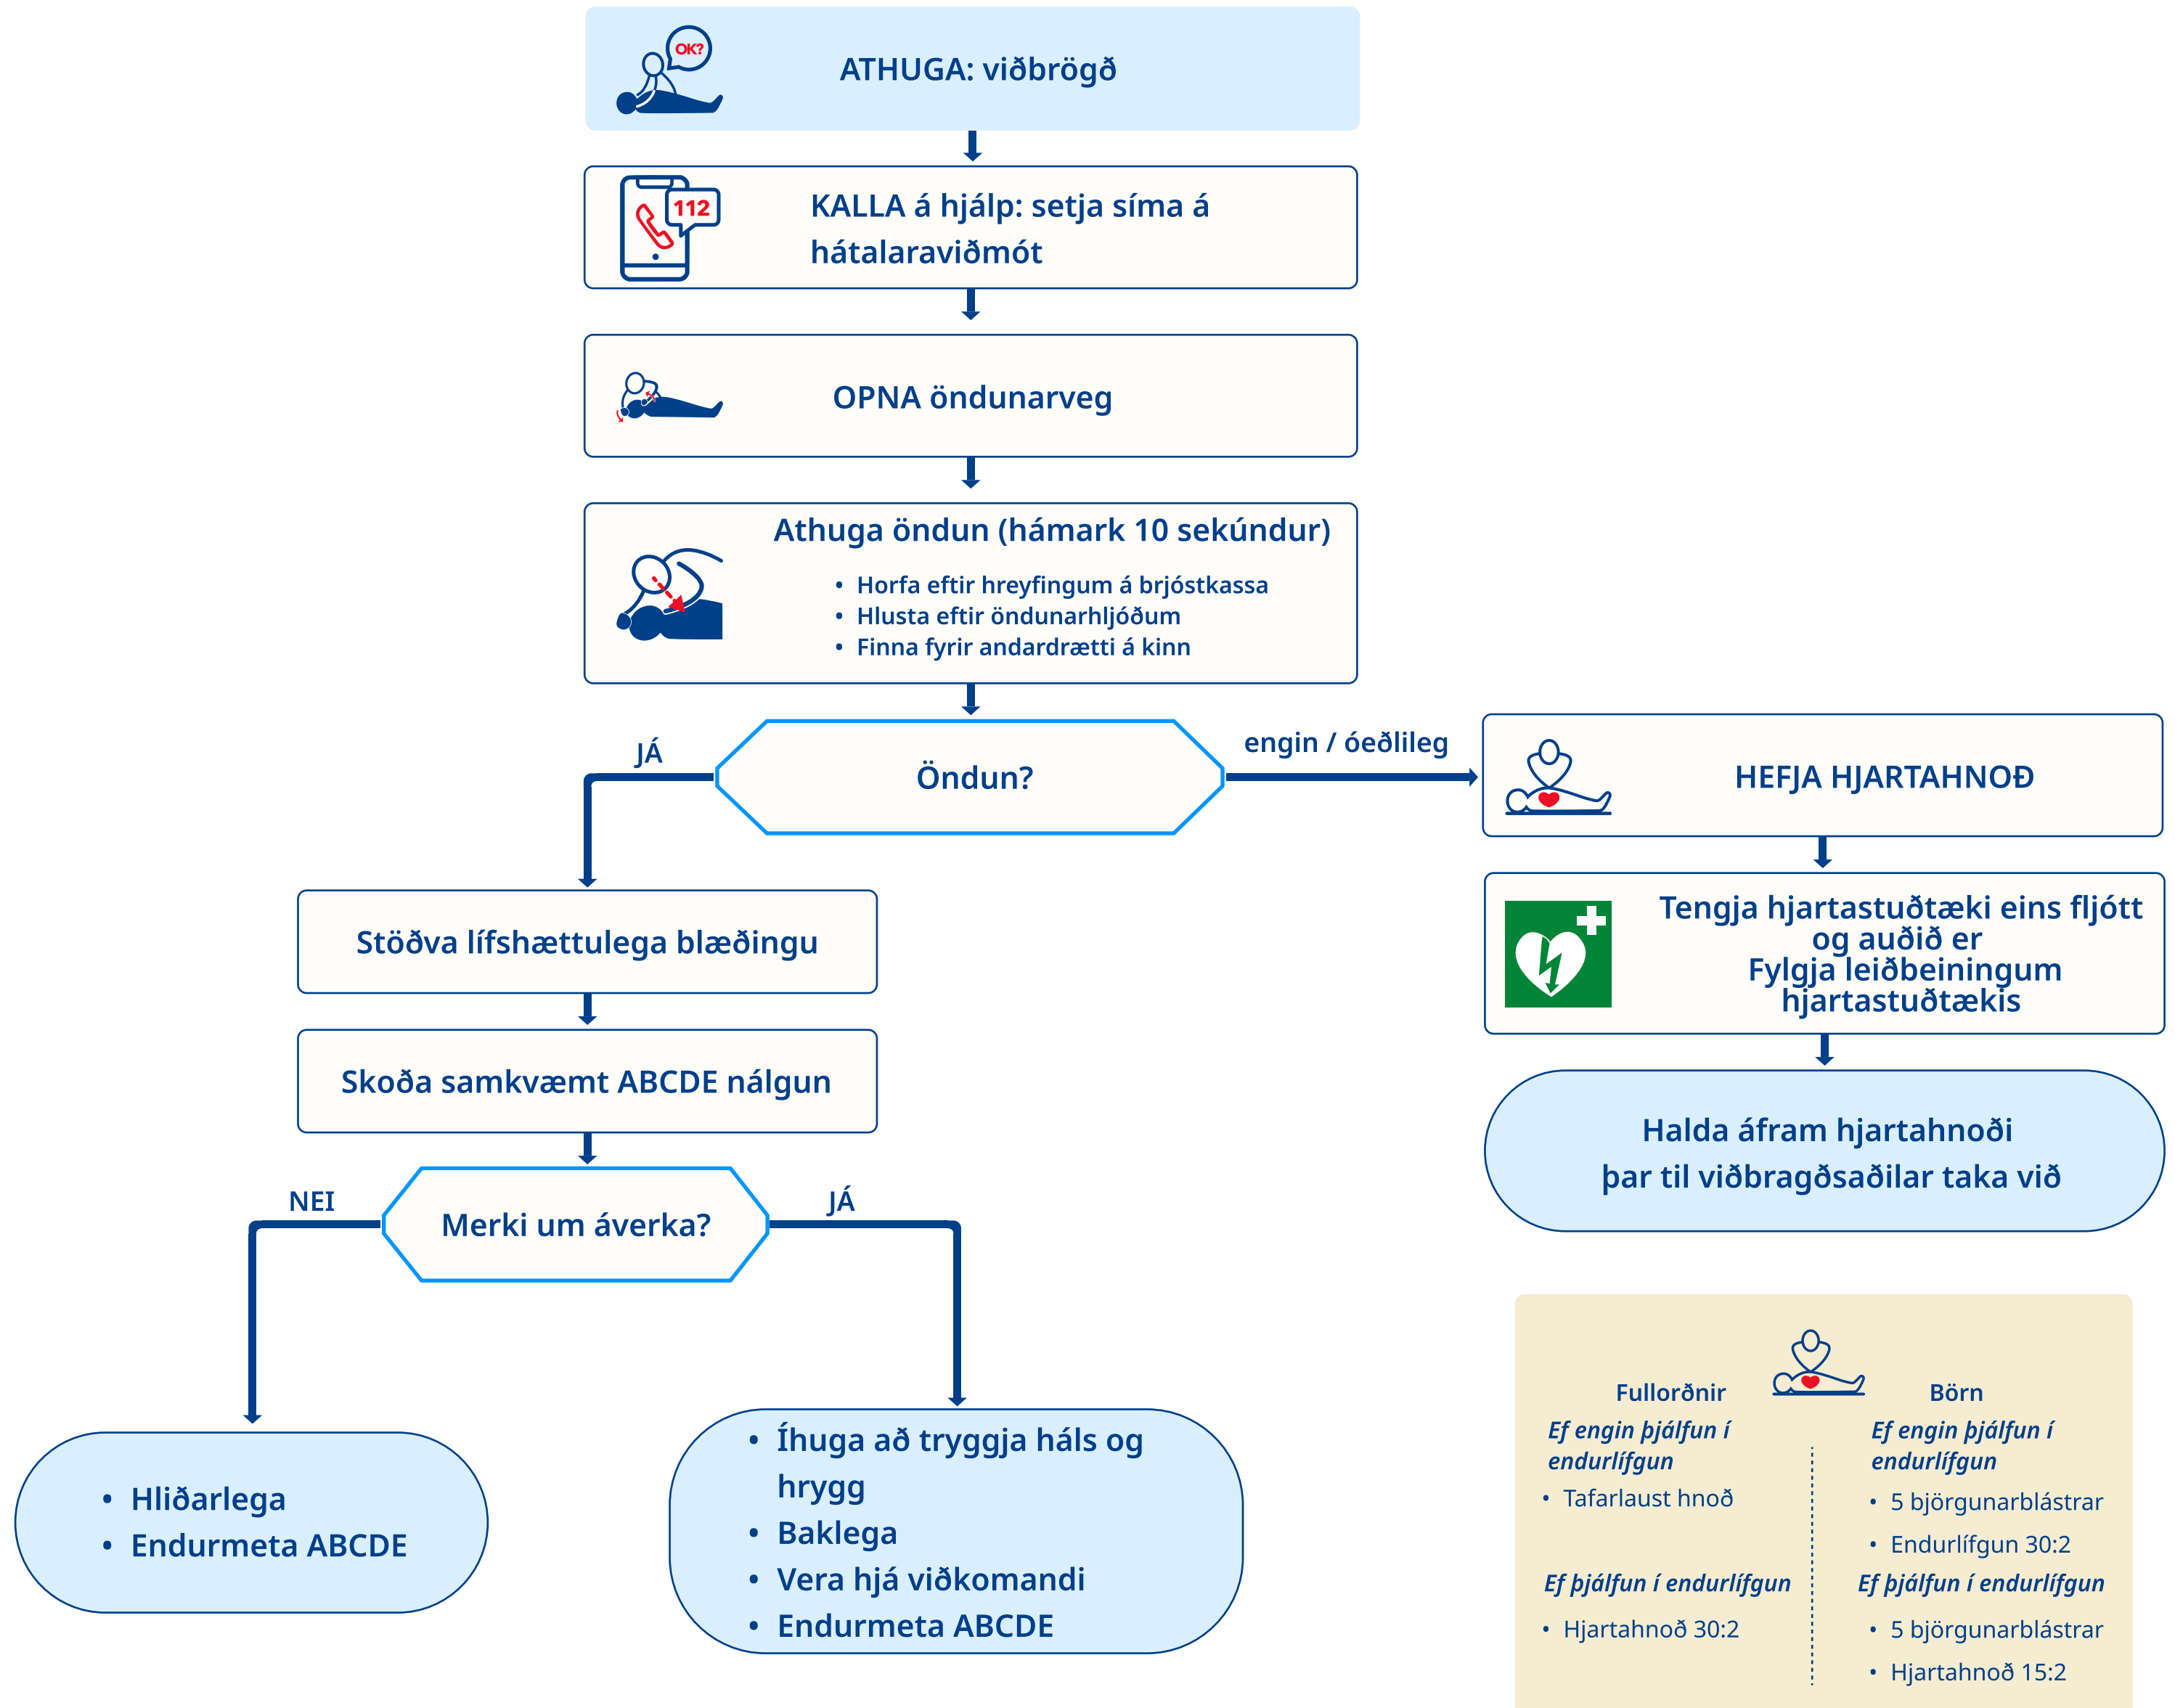 OK?
ATHUGA: viðbrögð
112
KALLA á hjálp: setja síma á
hátalaraviðmót
OPNA öndunarveg
Athuga öndun (hámark 10 sekúndur)
• Horfa eftir hreyfingum á brjóstkassa
• Hlusta eftir öndunarhljóðum
• Finna fyrir andardrætti á kinn
JÁ
Öndun?
engin / óeðlileg
HEFJA HJARTAHNOÐ
Tengja hjartastuðtæki eins fljótt
og auðið er
Fylgja leiðbeiningum
hjartastuðtækis
Halda áfram hjartahnoði
þar til viðbragðsaðilar taka við
Stöðva lífshættulega blæðingu
Skoða samkvæmt ABCDE nálgun
NEI
Merki um áverka?
JÁ
• Hliðarlega
• Endurmeta ABCDE
• Íhuga að tryggja háls og
hrygg
• Baklega
• Vera hjá viðkomandi
• Endurmeta ABCDE
Fullorðnir
Ef engin þjálfun í
endurlífgun
• Tafarlaust hnoð
Ef þjálfun í endurlífgun
• Hjartahnoð 30:2
Börn
Ef engin þjálfun í
endurlífgun
• 5 björgunarblástrar
• Endurlífgun 30:2
Ef þjálfun í endurlífgun
• 5 björgunarblástrar
• Hjartahnoð 15:2